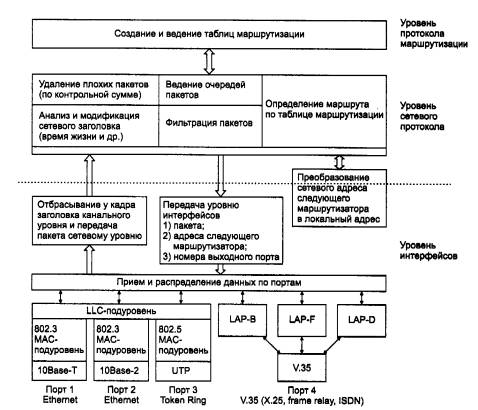 Создание и ведение таблиц маршрутизации
Уровень
протокола
маршрутизации
Удаление плохих пакетов
(по контрольной сумме)
Ведение очередей
пакетов
Определение маршрута
по таблице маршрутизации
Анализ и модификация
сетевого заголовка
(время жизни и др.)
Фильтрация пакетов
Уровень
сетевого
протокола
Отбрасывание у кадра
заголовка канального
уровня и передача
пакета сетевому уровню
Передача уровню
интерфейсов
1) пакета;
2) адреса следующего
маршрутизатора;
3) номера выходного порта
Преобразование
сетевого адреса
следующего
маршрутизатора
в локальный адрес
Уровень
интерфейсов
Прием и распределение данных по портам
LLC-подуровень
802.3
MAC-
подуровень
802.3
MAC-
подуровень
802.5
MAC-
подуровень
10Base-T
10Base-2
UTP
LAP-B
LAP-F
LAP-D
V.35
Порт 1
Ethernet
Порт 2
Ethernet
Порт 3
Token Ring
Порт 4
V.35 (X.25, frame relay, ISDN)